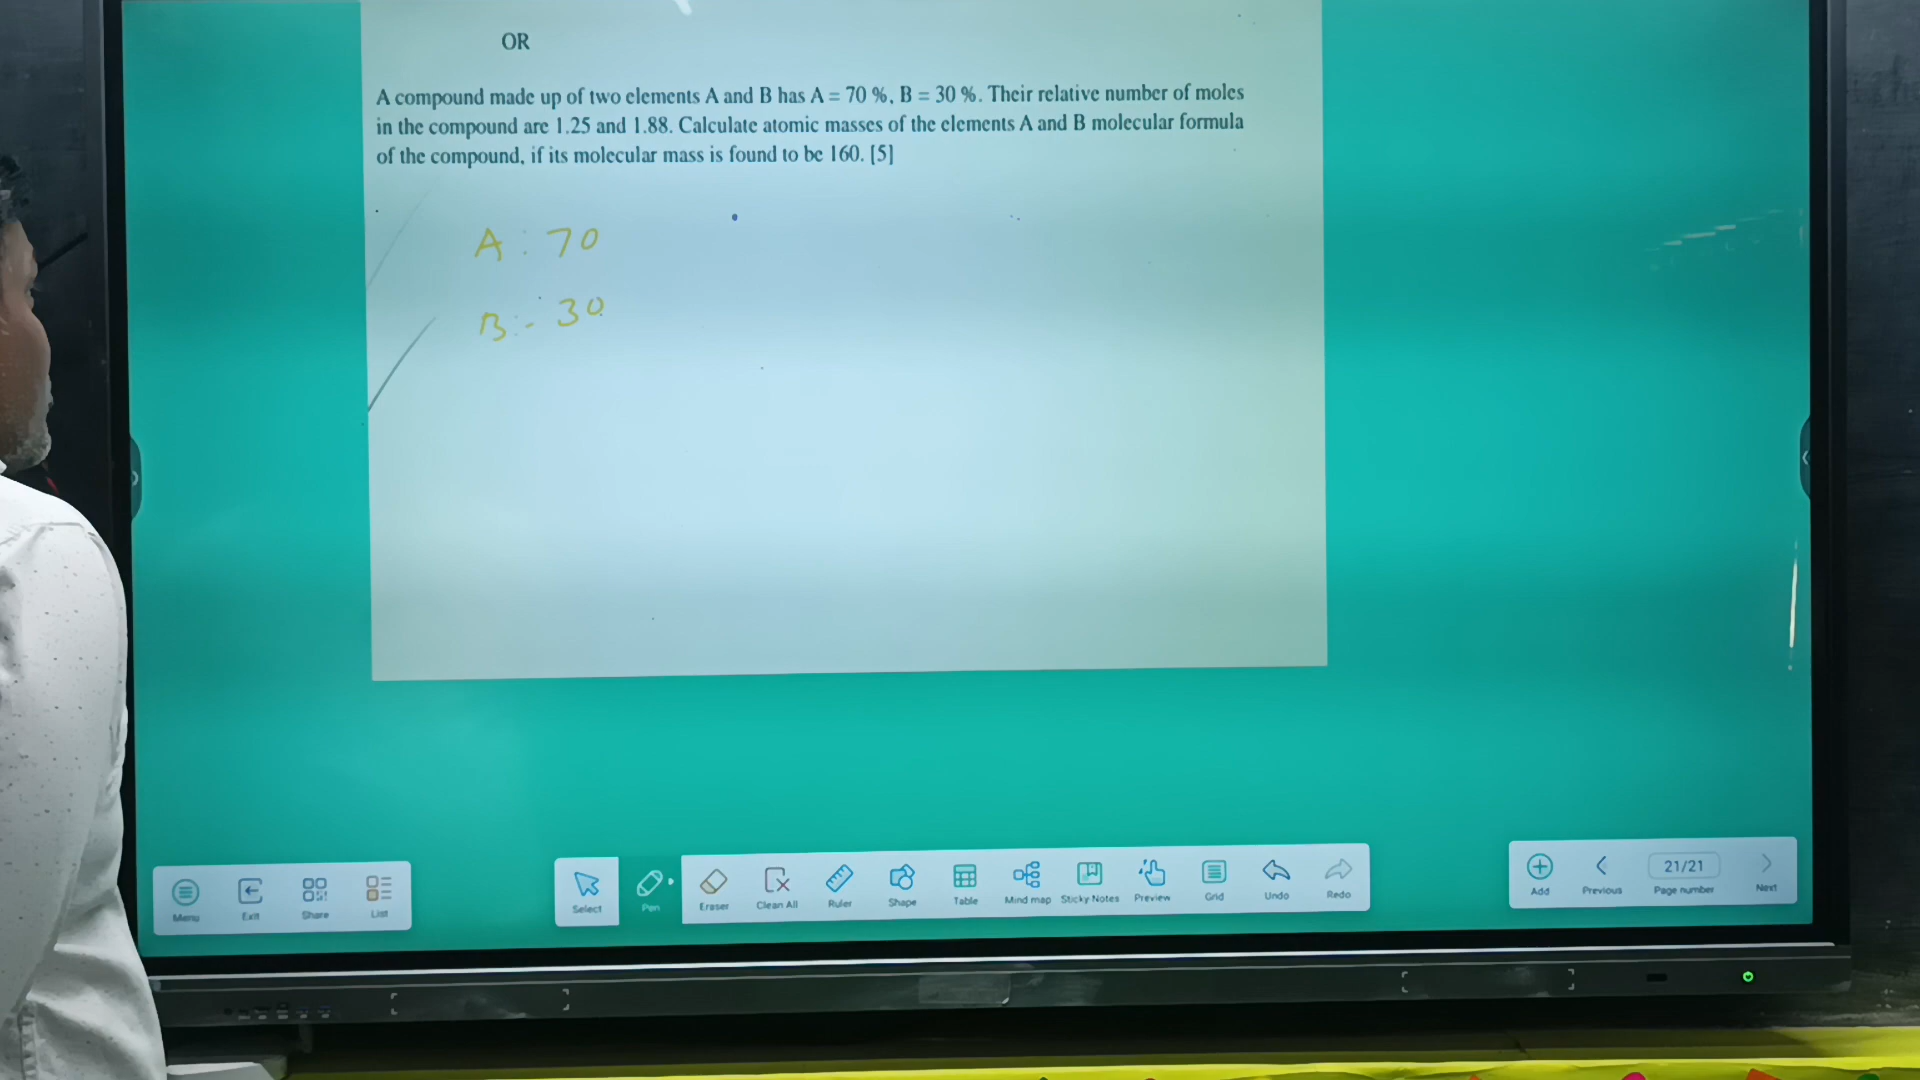 OR
A compound made up of two elements A and B has A = 70 %, B = 30 %. Their relative number of moles
in the compound are 1.25 and 1.88. Calculate atomic masses of the elements A and B molecular formula
of the compound, if its molecular mass is found to be 160. [5]
A : 70
B :- 30
Menu Exit Share List
Select Pen Eraser Clean All Ruler Shape Table Mind map Sticky Notes Preview Grid Undo Redo
21/21
Add Previous Page number Next